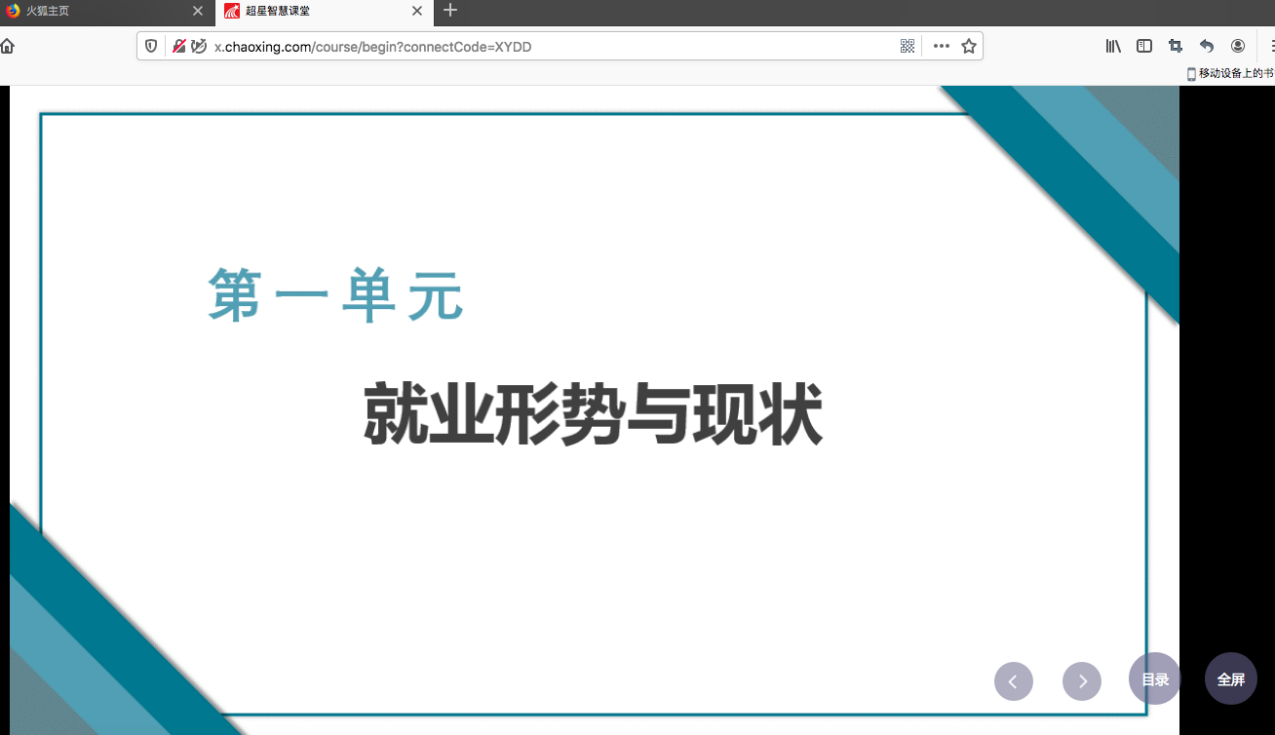 火狐主页
超星智慧课堂
x.chaoxing.com/course/begin?connectCode=XYDD
移动设备上的书
第一单元
就业形势与现状
目录
全屏